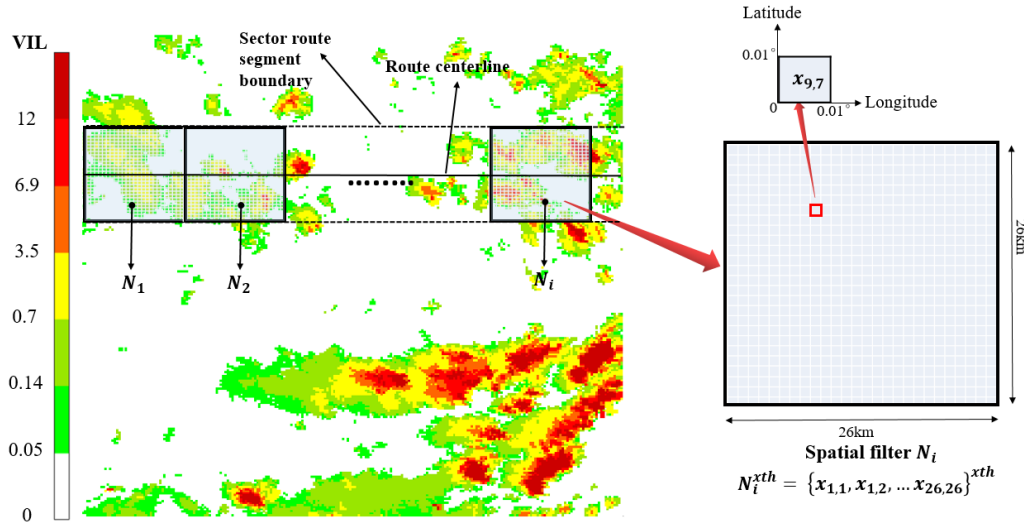 VIL
12
6.9
3.5
0.7
0.14
0.05
0
Sector route
segment
boundary
Route centerline
N₁
N₂
Nᵢ
Latitude
0.01°
x₉,₇
0
0.01°
Longitude
26km
26km
Spatial filter Nᵢ
Nᵢˣᵗʰ = {x₁,₁, x₁,₂, … x₂₆,₂₆}ˣᵗʰ